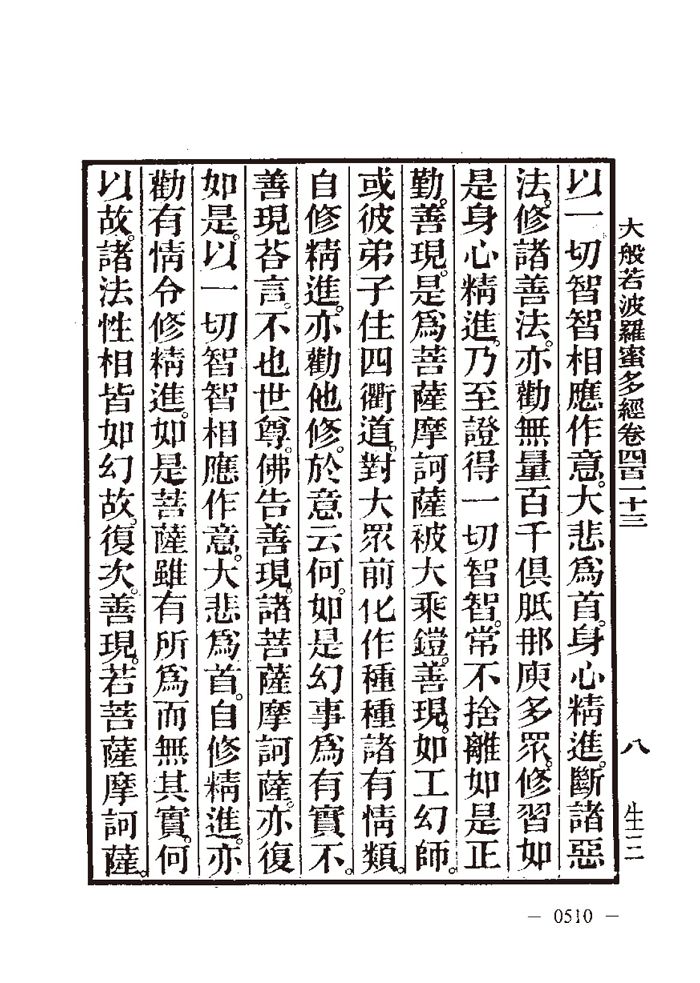 大般若波羅蜜多經卷四百二十三
八
生三
以一切智智相應作意。大悲爲首。身心精進。斷諸惡
法。修諸善法。亦勸無量百千俱胝那庾多眾。修習如
是身心精進。乃至證得一切智智。常不捨離如是正
勤。善現。是爲菩薩摩訶薩被大乘鎧。善現。如工幻師。
或彼弟子住四衢道。對大眾前化作種種諸有情類。
自修精進。亦勸他修。於意云何。如是幻事爲有實不。
善現荅言。不也世尊。佛告善現。諸菩薩摩訶薩。亦復
如是。以一切智智相應作意。大悲爲首。自修精進。亦
勸有情令修精進。如是菩薩雖有所爲而無其實。何
以故。諸法性相皆如幻故。復次。善現。若菩薩摩訶薩。
— 0510 —